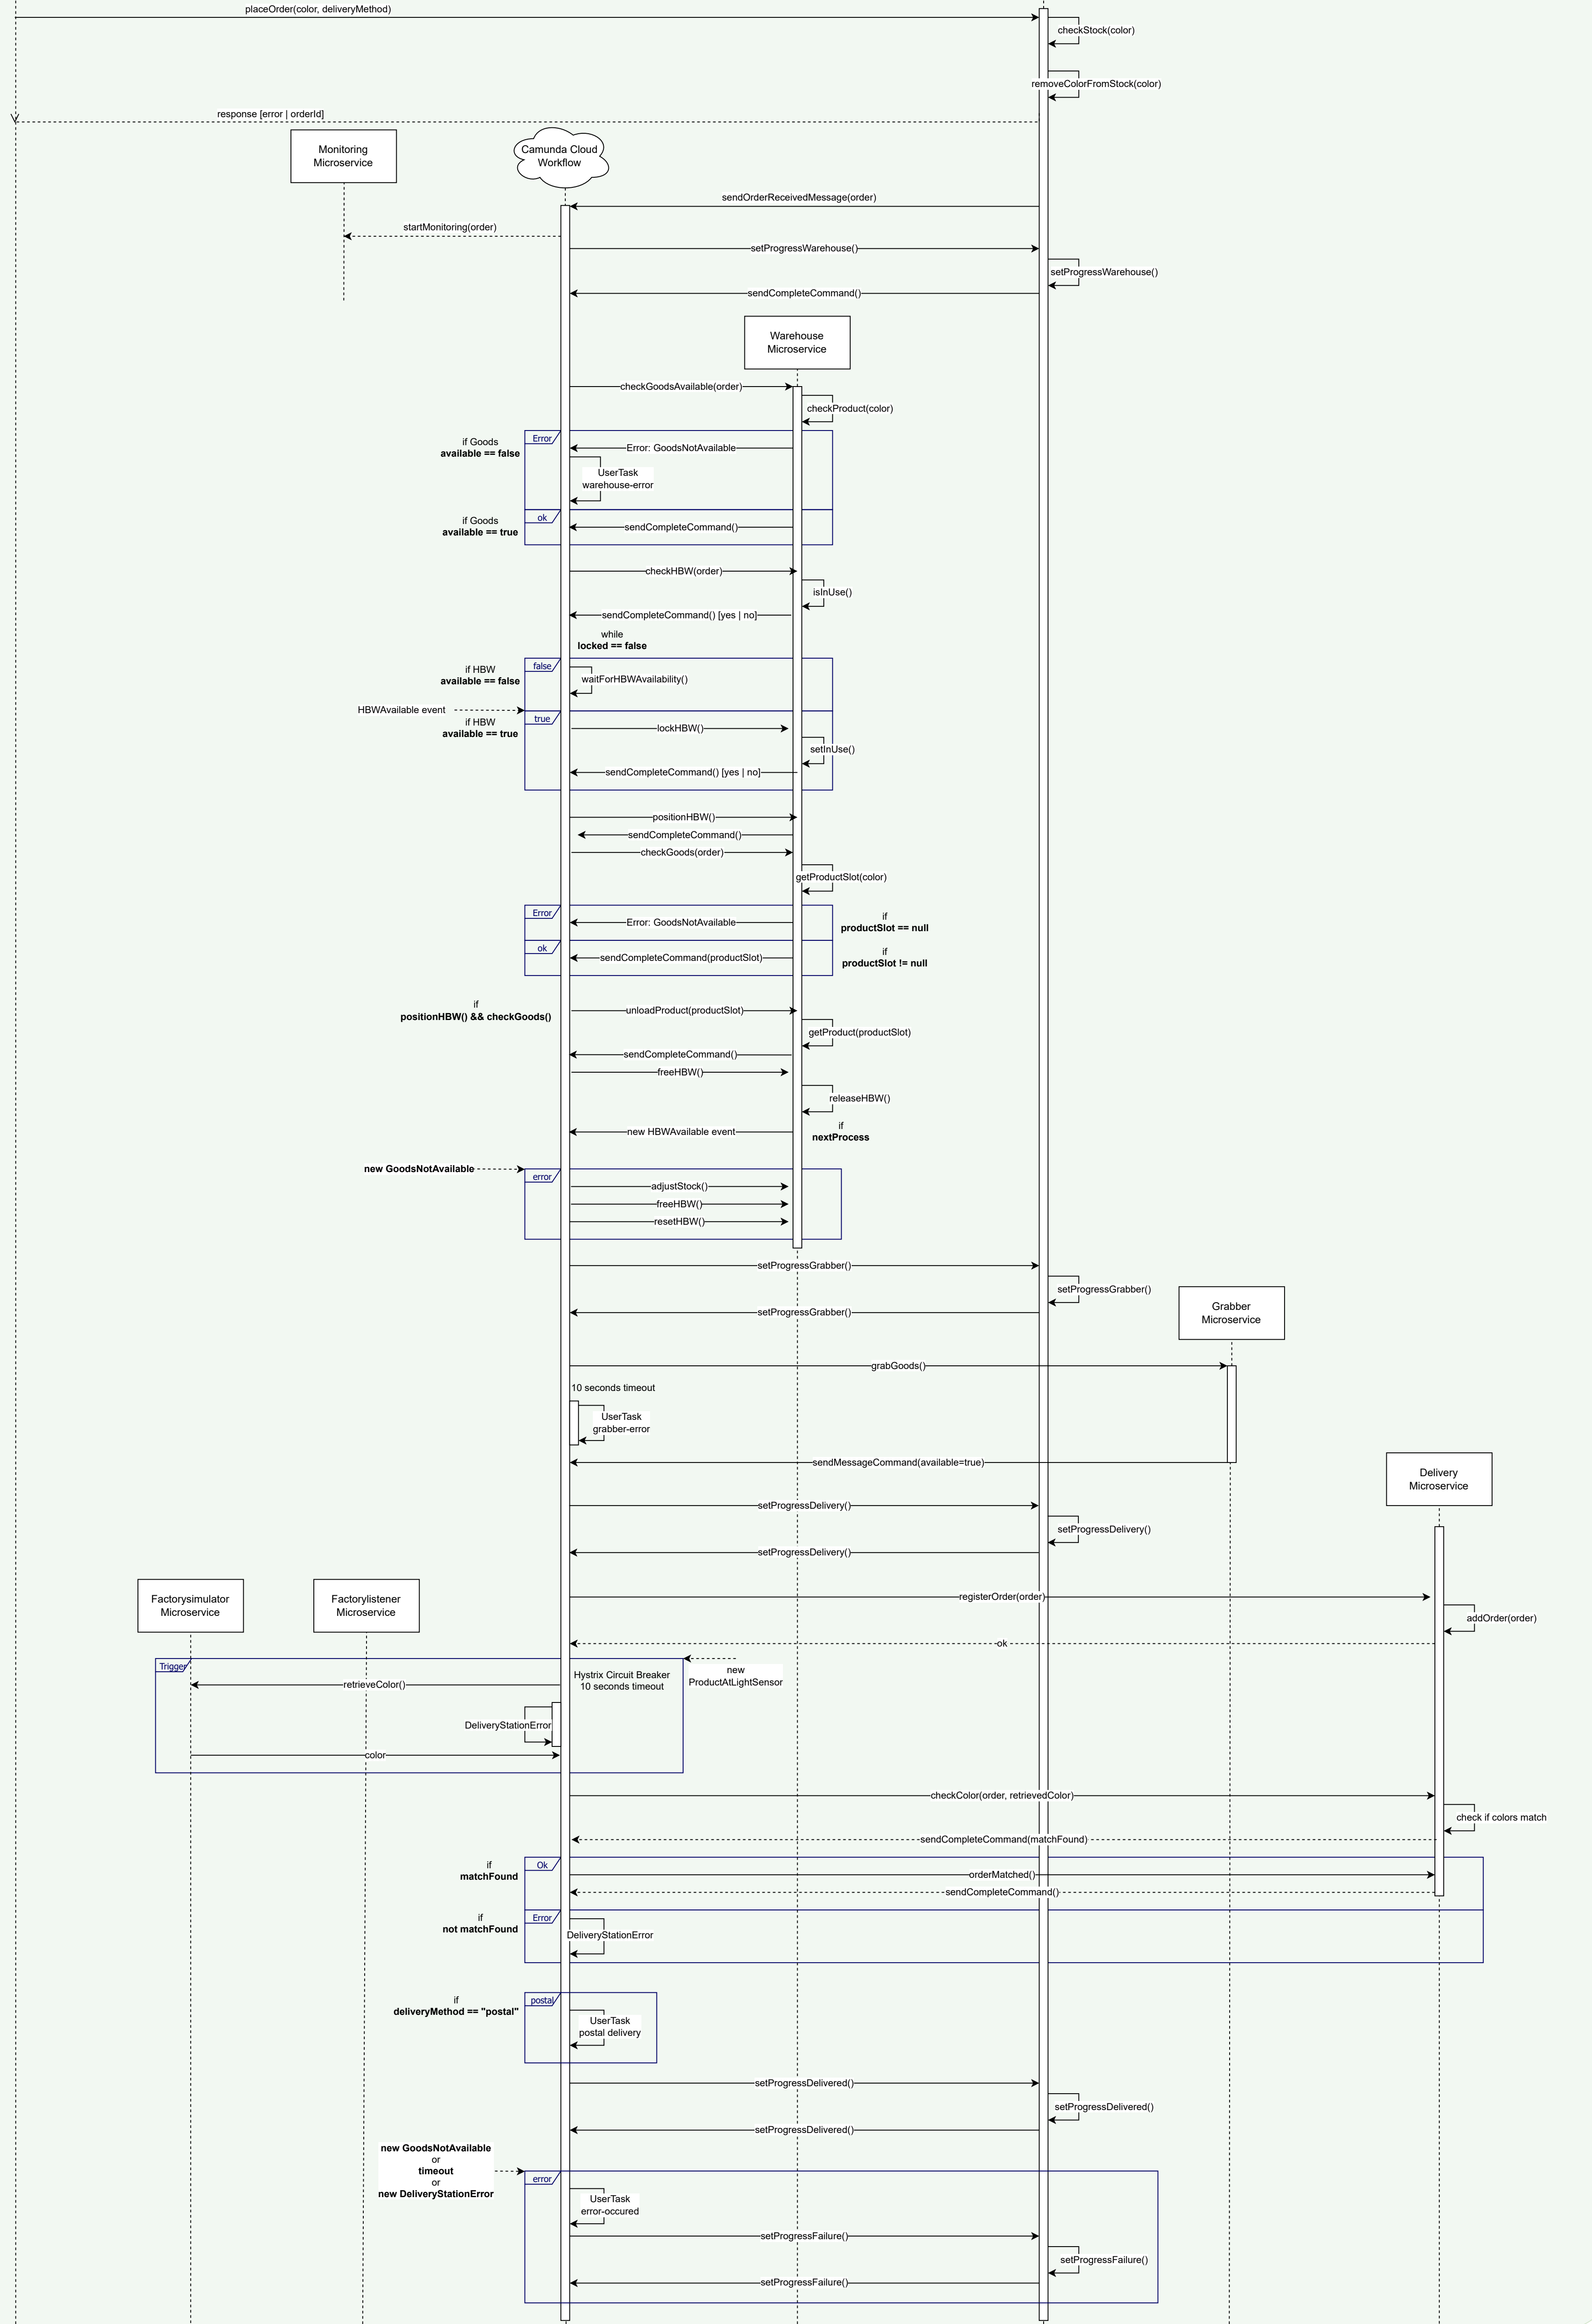 placeOrder(color, deliveryMethod)
checkStock(color)
removeColorFromStock(color)
response [error | orderId]
Monitoring
Microservice
Camunda Cloud
Workflow
sendOrderReceivedMessage(order)
startMonitoring(order)
setProgressWarehouse()
setProgressWarehouse()
sendCompleteCommand()
Warehouse
Microservice
checkGoodsAvailable(order)
checkProduct(color)
if Goods
available == false
Error
Error: GoodsNotAvailable
UserTask
warehouse-error
if Goods
available == true
ok
sendCompleteCommand()
checkHBW(order)
isInUse()
sendCompleteCommand() [yes | no]
while
locked == false
if HBW
available == false
false
waitForHBWAvailability()
HBWAvailable event
if HBW
available == true
true
lockHBW()
setInUse()
sendCompleteCommand() [yes | no]
positionHBW()
sendCompleteCommand()
checkGoods(order)
getProductSlot(color)
Error
Error: GoodsNotAvailable
if
productSlot == null
ok
sendCompleteCommand(productSlot)
if
productSlot != null
if
positionHBW() && checkGoods()
unloadProduct(productSlot)
getProduct(productSlot)
sendCompleteCommand()
freeHBW()
releaseHBW()
new HBWAvailable event
if
nextProcess
new GoodsNotAvailable
error
adjustStock()
freeHBW()
resetHBW()
setProgressGrabber()
setProgressGrabber()
setProgressGrabber()
Grabber
Microservice
grabGoods()
10 seconds timeout
UserTask
grabber-error
sendMessageCommand(available=true)
Delivery
Microservice
setProgressDelivery()
setProgressDelivery()
setProgressDelivery()
Factorysimulator
Microservice
Factorylistener
Microservice
registerOrder(order)
addOrder(order)
ok
Trigger
Hystrix Circuit Breaker
10 seconds timeout
new
ProductAtLightSensor
retrieveColor()
DeliveryStationError
color
checkColor(order, retrievedColor)
check if colors match
sendCompleteCommand(matchFound)
if
matchFound
Ok
orderMatched()
sendCompleteCommand()
if
not matchFound
Error
DeliveryStationError
if
deliveryMethod == "postal"
postal
UserTask
postal delivery
setProgressDelivered()
setProgressDelivered()
setProgressDelivered()
new GoodsNotAvailable
or
timeout
or
new DeliveryStationError
error
UserTask
error-occured
setProgressFailure()
setProgressFailure()
setProgressFailure()